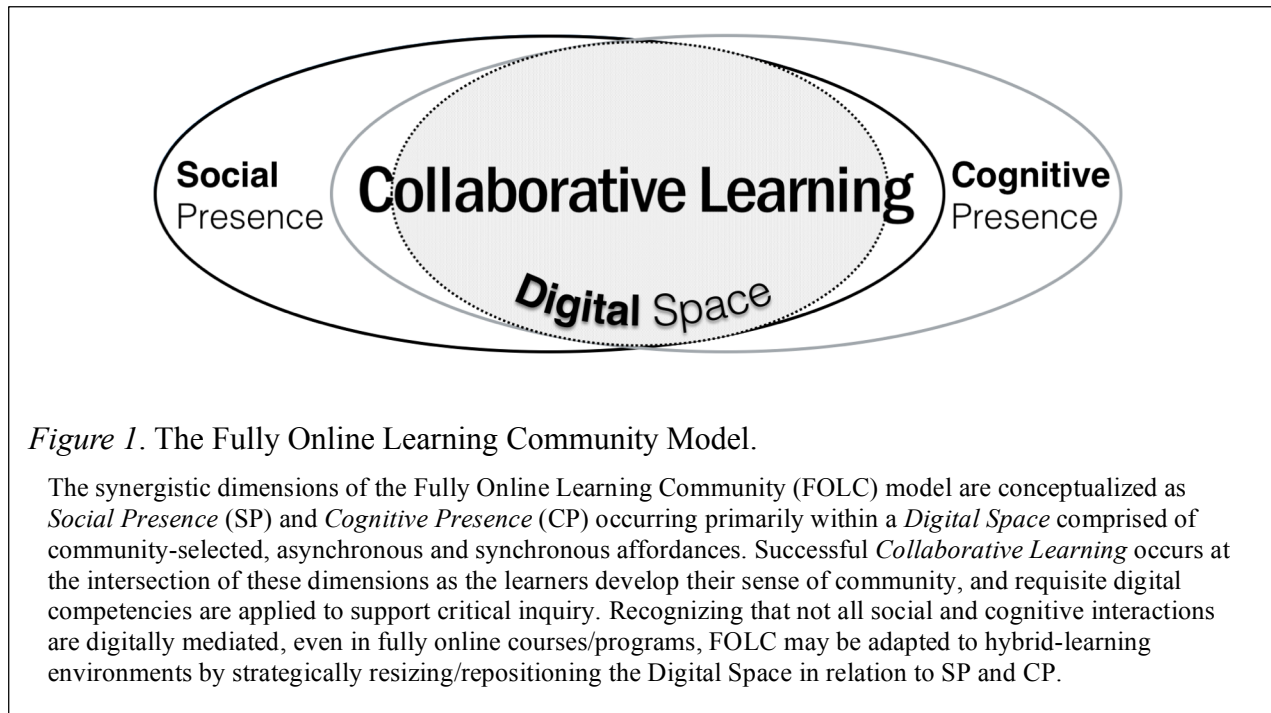 Social
Presence
Collaborative Learning
Cognitive
Presence
Digital Space
Figure 1. The Fully Online Learning Community Model.
The synergistic dimensions of the Fully Online Learning Community (FOLC) model are conceptualized as
Social Presence (SP) and Cognitive Presence (CP) occurring primarily within a Digital Space comprised of
community-selected, asynchronous and synchronous affordances. Successful Collaborative Learning occurs at
the intersection of these dimensions as the learners develop their sense of community, and requisite digital
competencies are applied to support critical inquiry. Recognizing that not all social and cognitive interactions
are digitally mediated, even in fully online courses/programs, FOLC may be adapted to hybrid-learning
environments by strategically resizing/repositioning the Digital Space in relation to SP and CP.